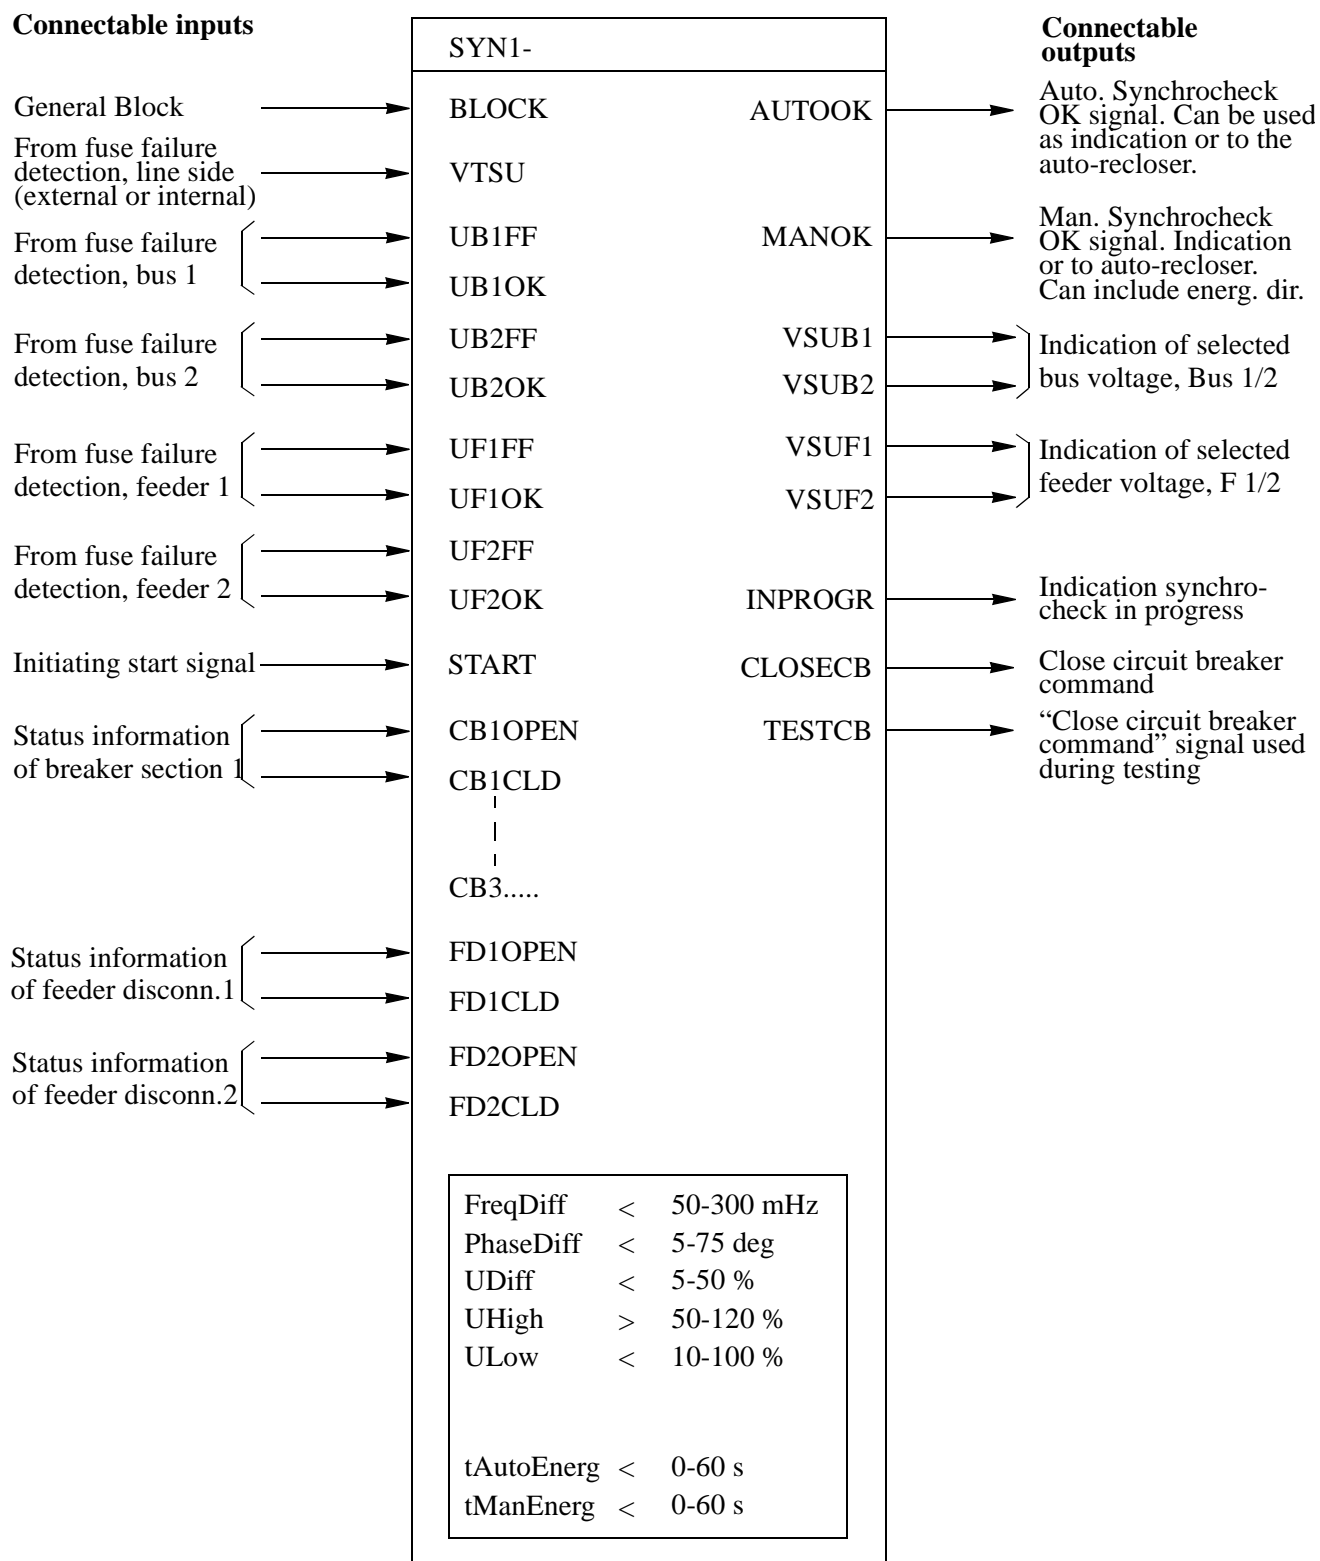 Connectable inputs
SYN1-
Connectable
outputs
General Block
BLOCK
AUTOOK
Auto. Synchrocheck
OK signal. Can be used
as indication or to the
auto-recloser.
From fuse failure
detection, line side
(external or internal)
VTSU
From fuse failure
detection, bus 1
UB1FF
UB1OK
MANOK
Man. Synchrocheck
OK signal. Indication
or to auto-recloser.
Can include energ. dir.
From fuse failure
detection, bus 2
UB2FF
UB2OK
VSUB1
VSUB2
Indication of selected
bus voltage, Bus 1/2
From fuse failure
detection, feeder 1
UF1FF
UF1OK
VSUF1
VSUF2
Indication of selected
feeder voltage, F 1/2
From fuse failure
detection, feeder 2
UF2FF
UF2OK
INPROGR
Indication synchro-
check in progress
Initiating start signal
START
CLOSECB
Close circuit breaker
command
Status information
of breaker section 1
CB1OPEN
CB1CLD
TESTCB
“Close circuit breaker
command” signal used
during testing
CB3.....
Status information
of feeder disconn.1
FD1OPEN
FD1CLD
Status information
of feeder disconn.2
FD2OPEN
FD2CLD
FreqDiff < 50-300 mHz
PhaseDiff < 5-75 deg
UDiff < 5-50 %
UHigh > 50-120 %
ULow < 10-100 %
tAutoEnerg < 0-60 s
tManEnerg < 0-60 s